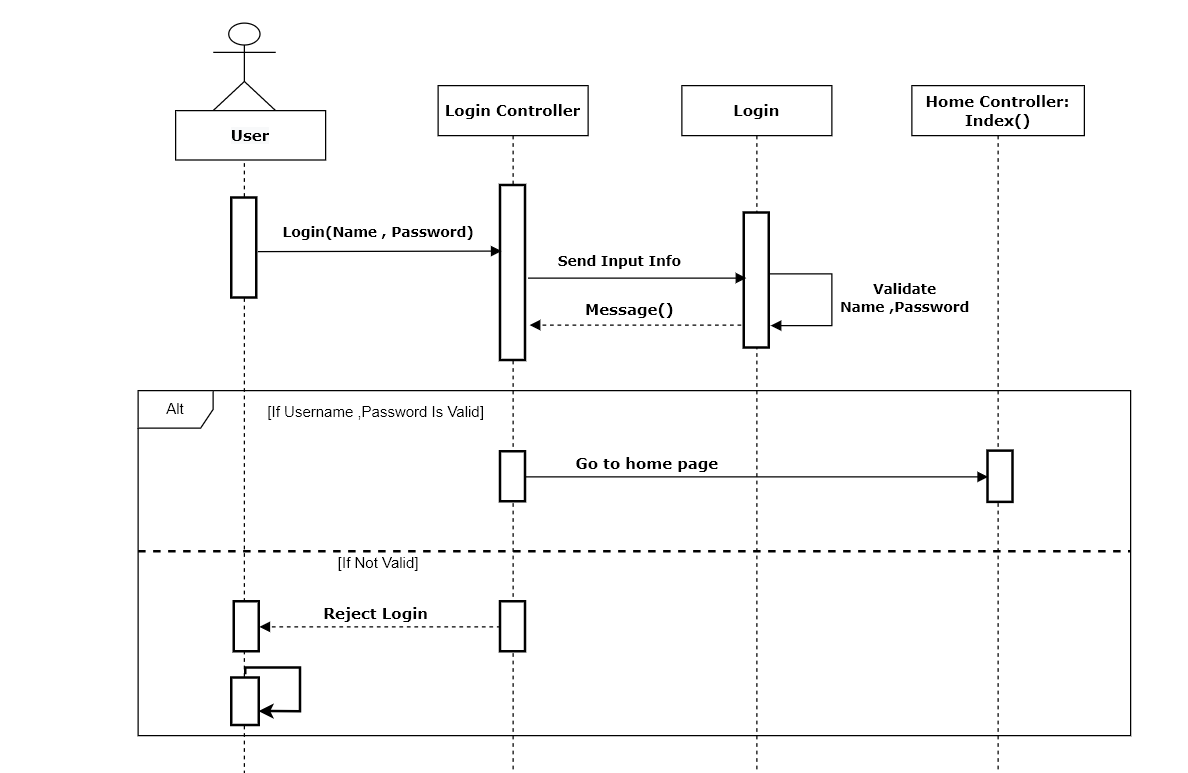 User
Login Controller
Login
Home Controller:
Index()
Login(Name , Password)
Send Input Info
Validate
Name ,Password
Message()
Alt
[If Username ,Password Is Valid]
Go to home page
[If Not Valid]
Reject Login